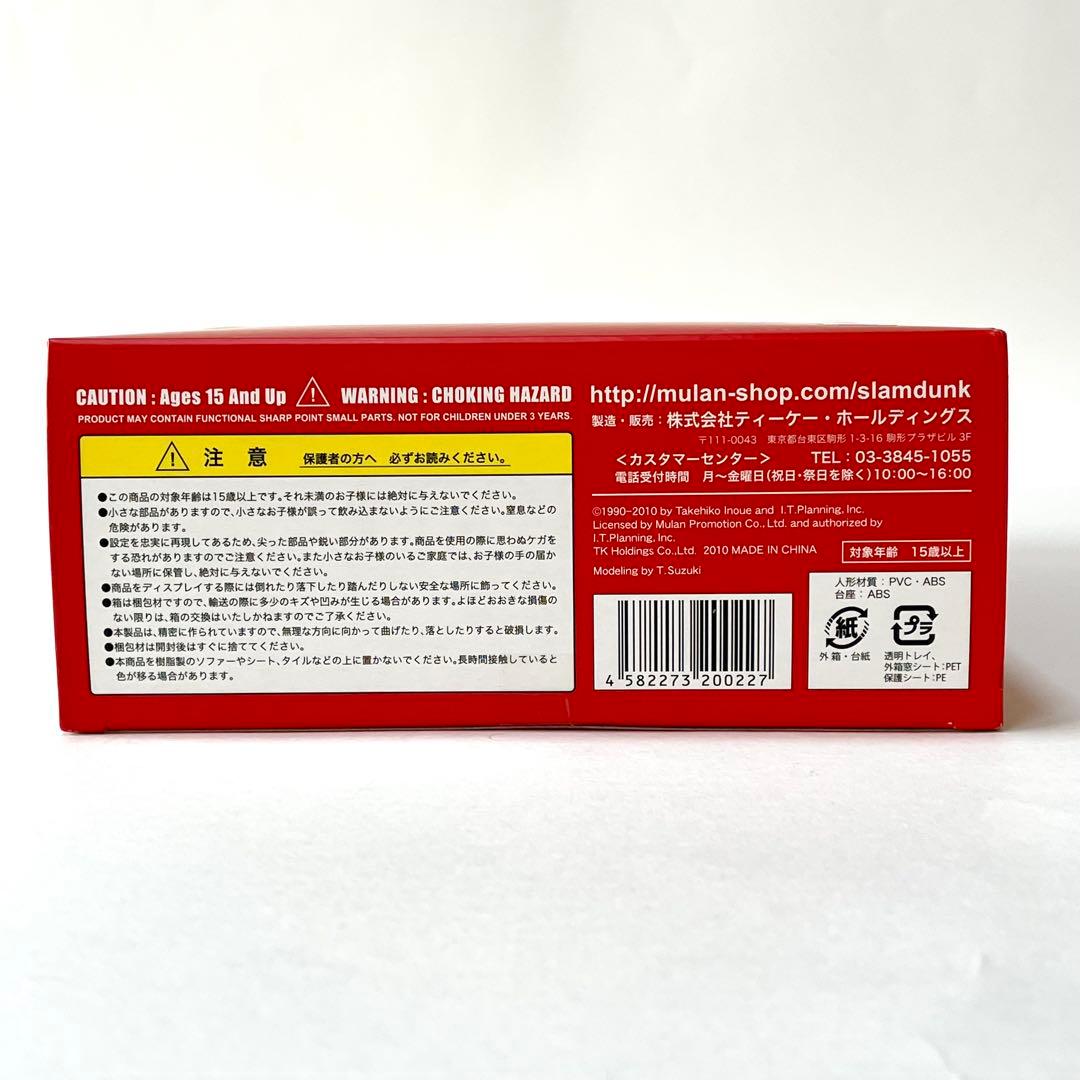 CAUTION : Ages 15 And Up WARNING : CHOKING HAZARD
PRODUCT MAY CONTAIN FUNCTIONAL SHARP POINT SMALL PARTS. NOT FOR CHILDREN UNDER 3 YEARS.
注意 保護者の方へ 必ずお読みください。
●この商品の対象年齢は15歳以上です。それ未満のお子様には絶対に与えないでください。
●小さな部品がありますので、小さなお子様が誤って飲み込まないようにご注意ください。窒息などの
危険があります。
●設定を忠実に再現してあるため、尖った部品や鋭い部分があります。商品を使用の際に思わぬケガを
する恐れがありますのでご注意ください。また小さなお子様のいるご家庭では、お子様の手の届か
ない場所に保管し、絶対に与えないでください。
●商品をディスプレイする際には倒れたり落下したり踏んだりしない安全な場所に飾ってください。
●箱は梱包材ですので、輸送の際に多少のキズや凹みが生じる場合があります。よほどおおきな損傷の
ない限りは、箱の交換はいたしかねますのでご了承ください。
●本製品は、精密に作られていますので、無理な方向に向かって曲げたり、落としたりすると破損します。
●梱包材は開封後はすぐに捨ててください。
●本商品を樹脂製のソファーやシート、タイルなどの上に置かないでください。長時間接触していると
色が移る場合があります。
http://mulan-shop.com/slamdunk
製造・販売：株式会社ティーケー・ホールディングス
〒111-0043 東京都台東区駒形 1-3-16 駒形プラザビル 3F
＜カスタマーセンター＞ TEL：03-3845-1055
電話受付時間 月～金曜日(祝日・祭日を除く)10:00～16:00
©1990-2010 by Takehiko Inoue and I.T.Planning, Inc.
Licensed by Mulan Promotion Co., Ltd. and authorized by
I.T.Planning, Inc.
TK Holdings Co.,Ltd. 2010 MADE IN CHINA
対象年齢 15歳以上
Modeling by T.Suzuki
4 582273 200227
人形材質：PVC・ABS
台座：ABS
紙
プラ
外箱・台紙
透明トレイ、
外箱窓シート：PET
保護シート：PE